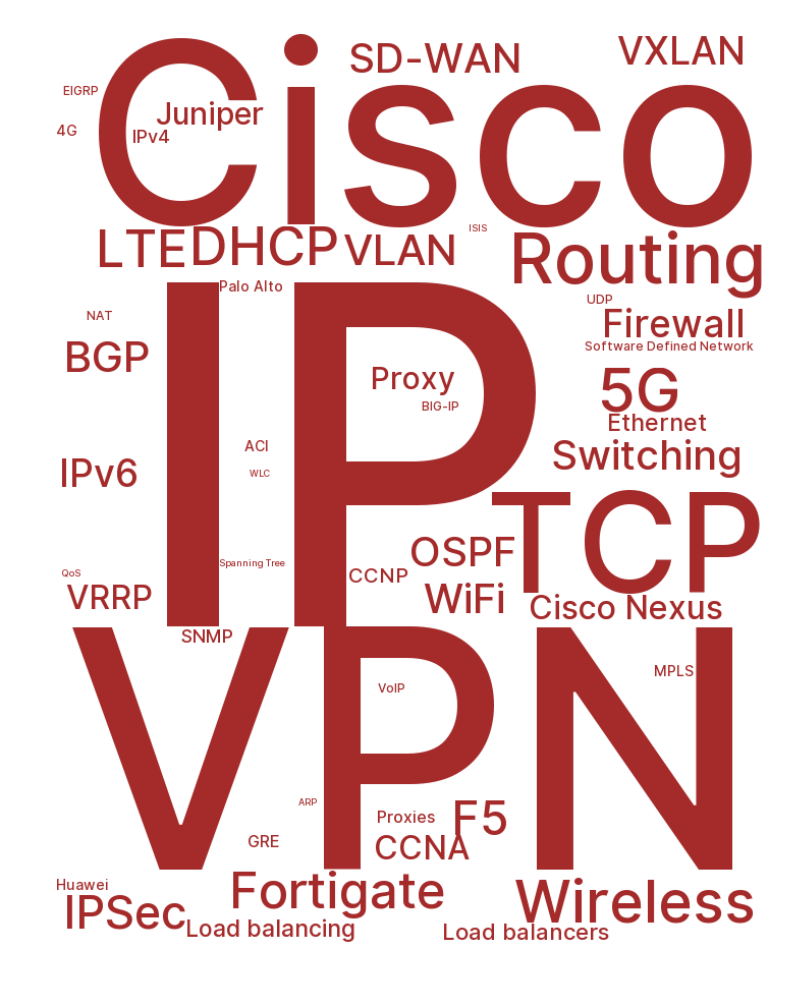 Cisco
SD-WAN
VXLAN
EIGRP
Juniper
4G
IPv4
LTE
DHCP
VLAN
ISIS
Routing
Palo Alto
UDP
NAT
Firewall
Software Defined Network
BGP
IP
Proxy
5G
BIG-IP
Ethernet
ACI
Switching
IPv6
WLC
TCP
OSPF
Spanning Tree
QoS
CCNP
VRRP
WiFi
Cisco Nexus
SNMP
VPN
MPLS
VoIP
ARP
Proxies
F5
GRE
CCNA
Huawei
Fortigate
IPSec
Wireless
Load balancing
Load balancers